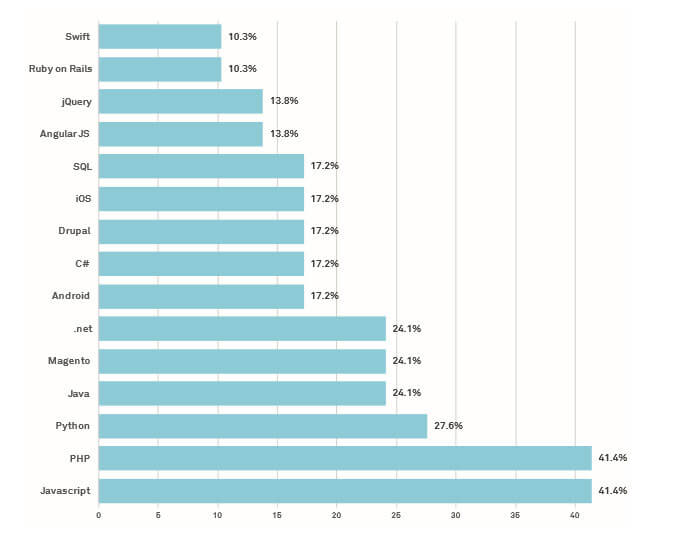 Swift 10.3%
Ruby on Rails 10.3%
jQuery 13.8%
AngularJS 13.8%
SQL 17.2%
iOS 17.2%
Drupal 17.2%
C# 17.2%
Android 17.2%
.net 24.1%
Magento 24.1%
Java 24.1%
Python 27.6%
PHP 41.4%
Javascript 41.4%
0 5 10 15 20 25 30 35 40